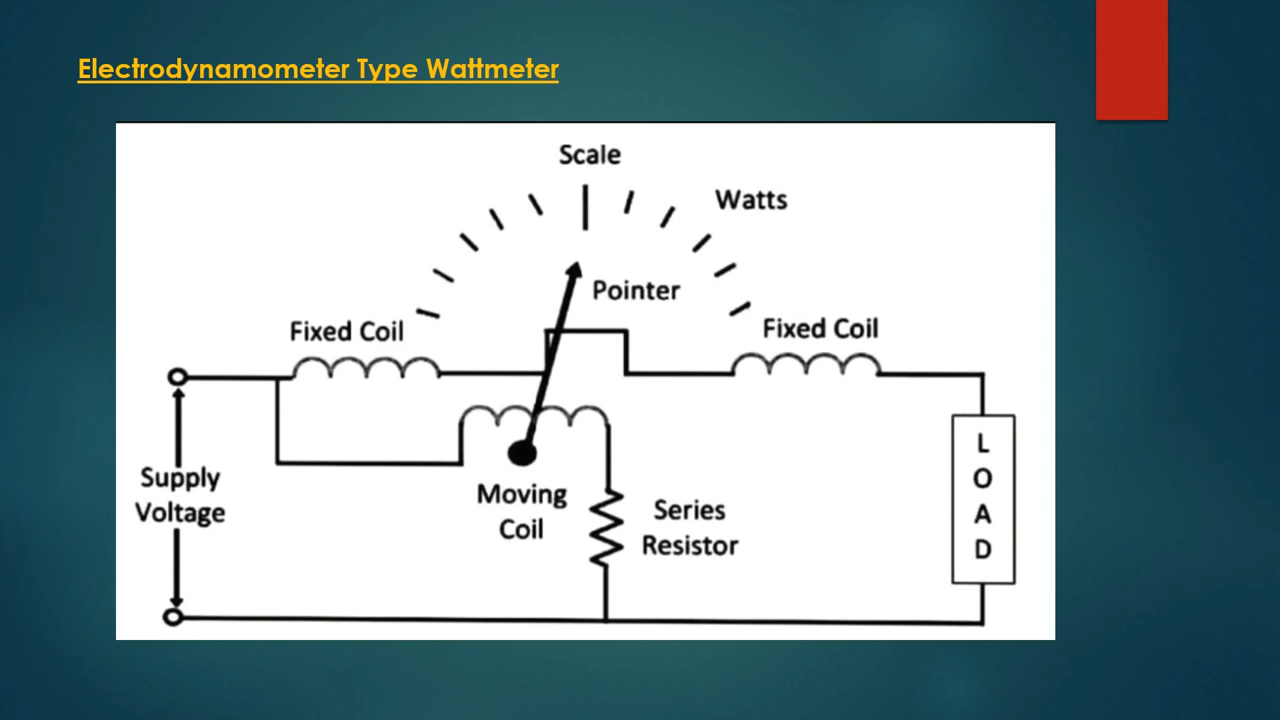 Electrodynamometer Type Wattmeter
Scale
Watts
Pointer
Fixed Coil
Fixed Coil
Supply
Voltage
Moving
Coil
Series
Resistor
L
O
A
D